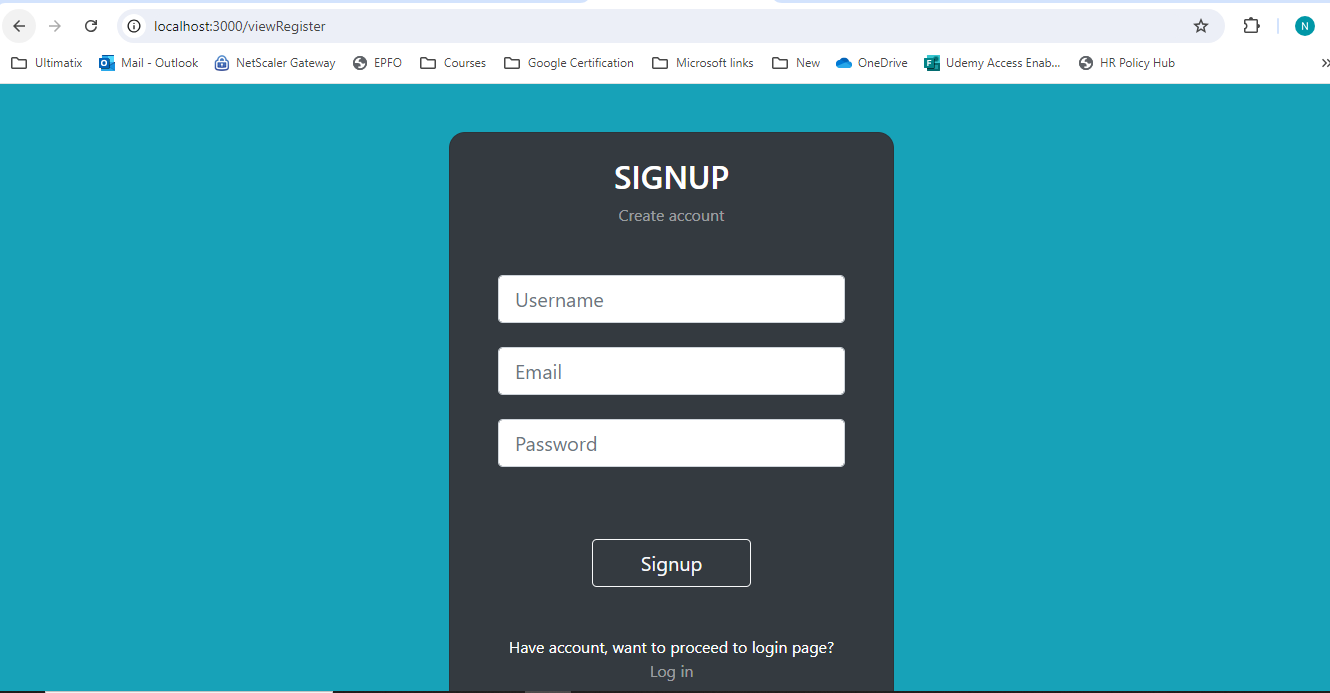 localhost:3000/viewRegister
N
Ultimatix Mail - Outlook NetScaler Gateway EPFO Courses Google Certification Microsoft links New OneDrive Udemy Access Enab... HR Policy Hub »
SIGNUP
Create account
Username
Email
Password
Signup
Have account, want to proceed to login page?
Log in